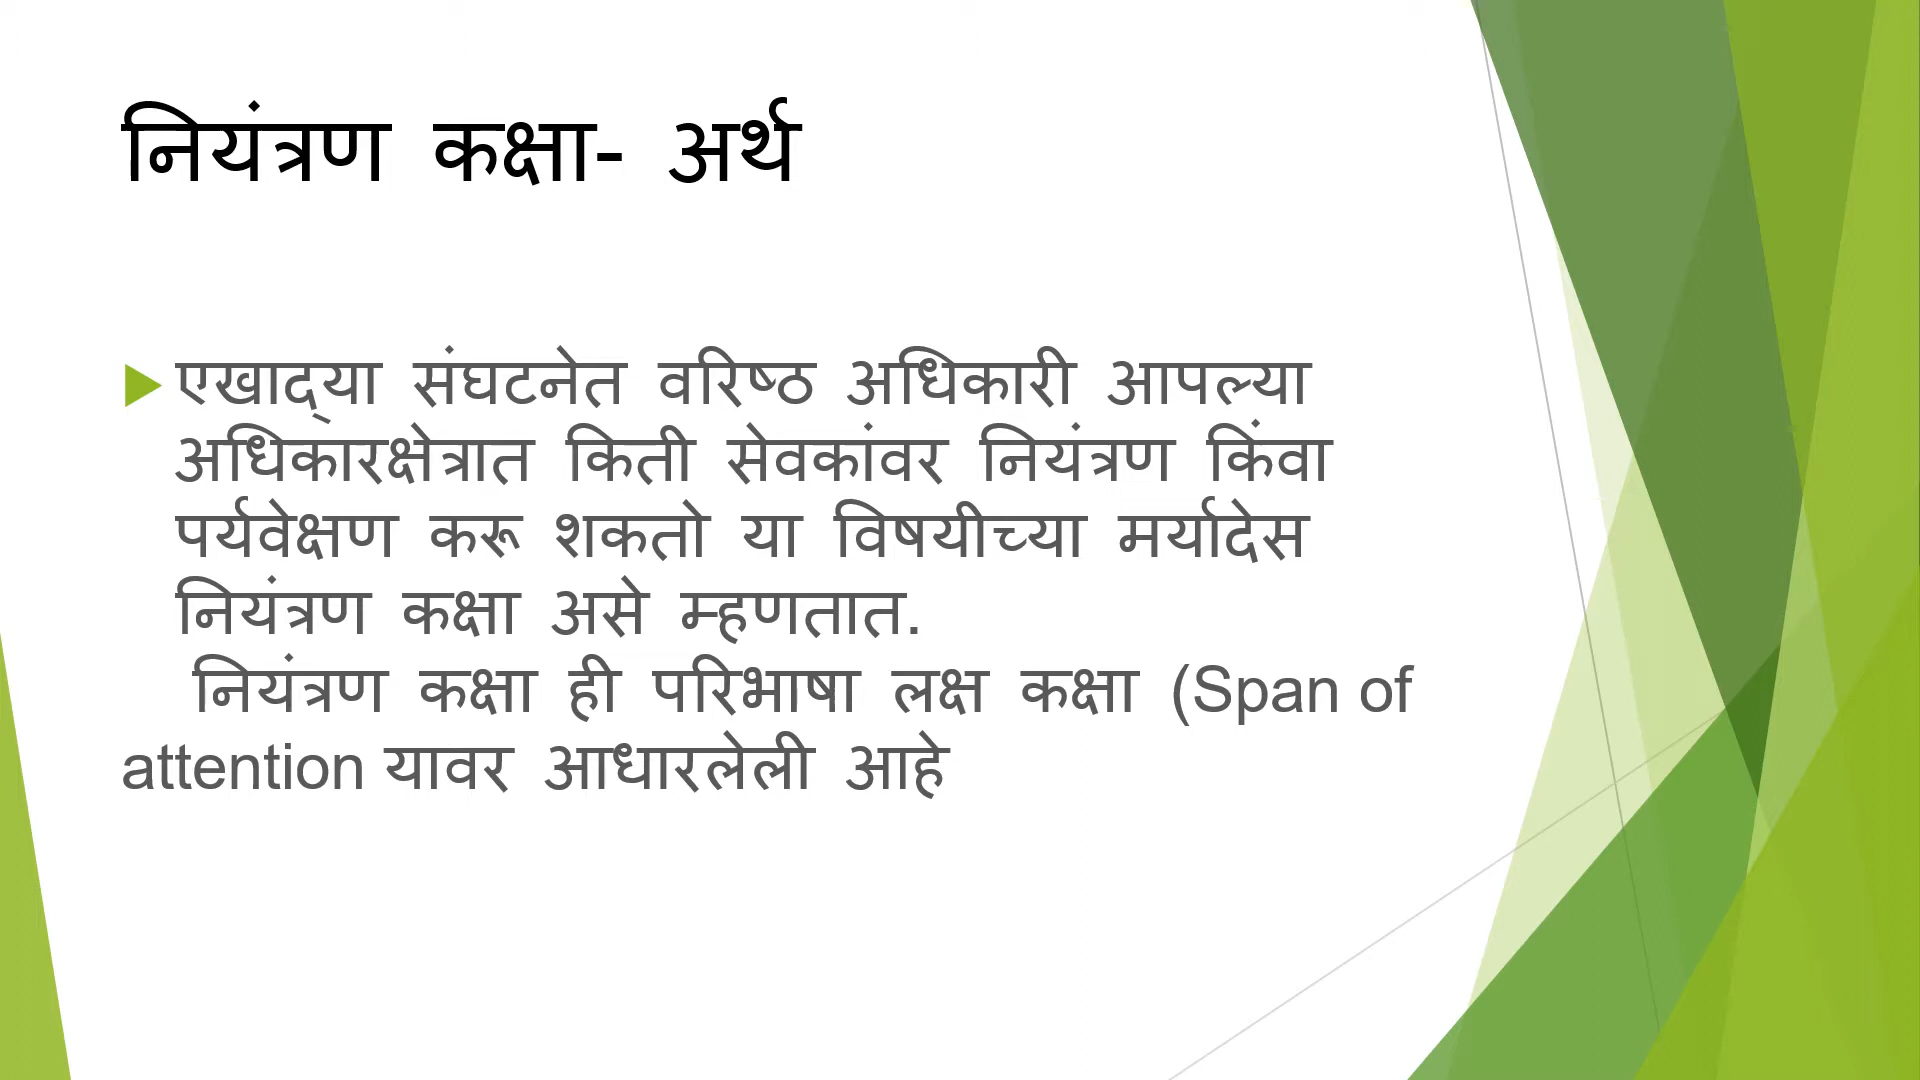 नियंत्रण कक्षा- अर्थ
एखाद्‌या संघटनेत वरिष्ठ अधिकारी आपल्या
अधिकारक्षेत्रात किती सेवकांवर नियंत्रण किंवा
पर्यवेक्षण करू शकतो या विषयीच्या मर्यादेस
नियंत्रण कक्षा असे म्हणतात.
नियंत्रण कक्षा ही परिभाषा लक्ष कक्षा (Span of
attention यावर आधारलेली आहे